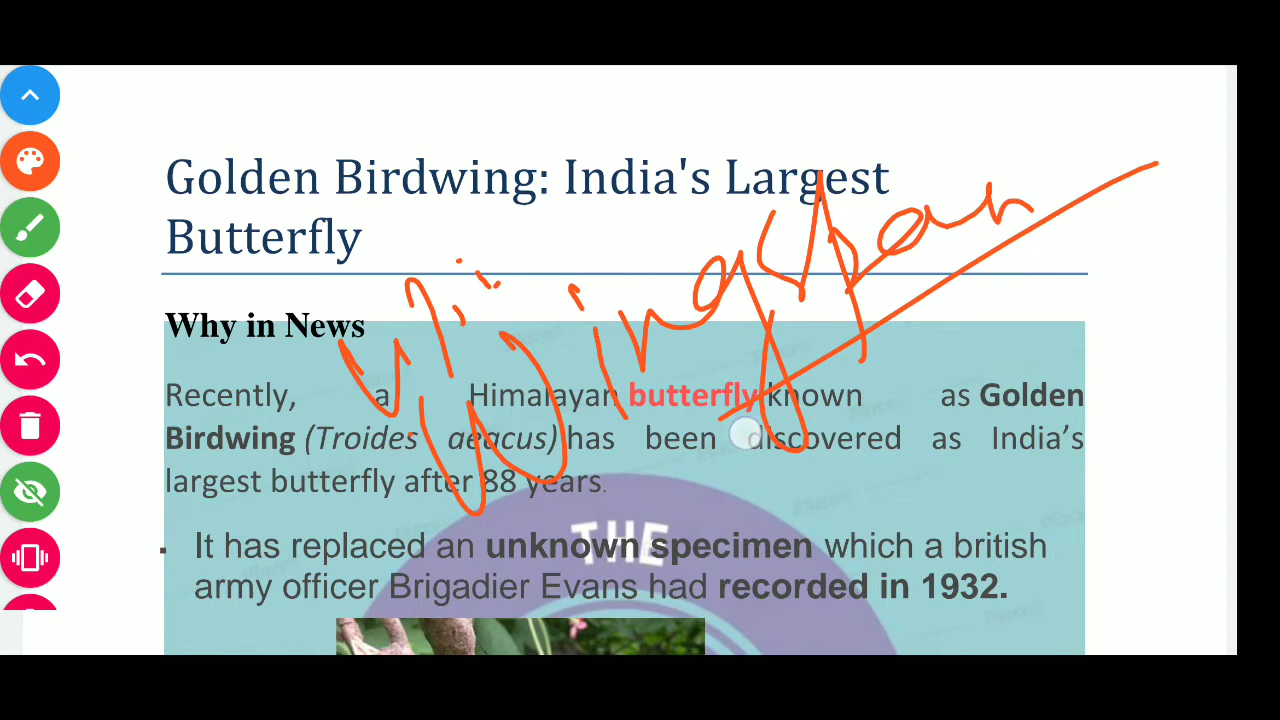 Golden Birdwing: India's Largest
Butterfly
Wingspan
Why in News
Recently, a Himalayan butterfly known as Golden
Birdwing (Troides aeacus) has been discovered as India’s
largest butterfly after 88 years.
THE
▪ It has replaced an unknown specimen which a british
army officer Brigadier Evans had recorded in 1932.